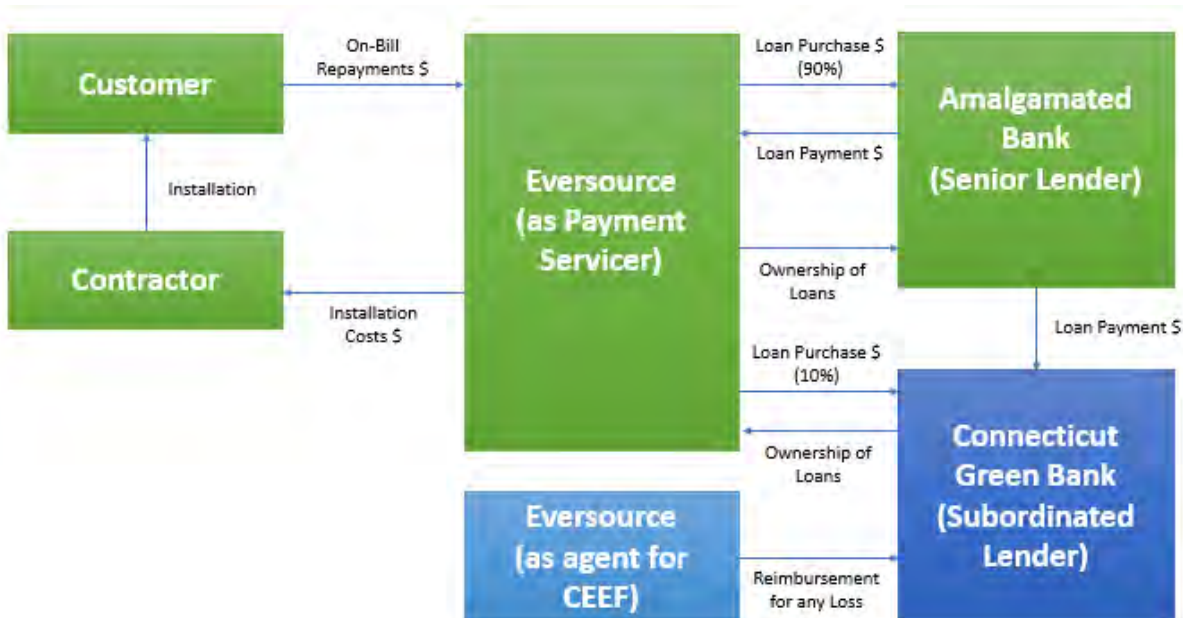 Customer
On-Bill
Repayments $
Eversource
(as Payment
Servicer)
Loan Purchase $
(90%)
Amalgamated
Bank
(Senior Lender)
Loan Payment $
Installation
Contractor
Installation
Costs $
Ownership of
Loans
Loan Payment $
Loan Purchase $
(10%)
Connecticut
Green Bank
(Subordinated
Lender)
Ownership of
Loans
Eversource
(as agent for
CEEF)
Reimbursement
for any Loss